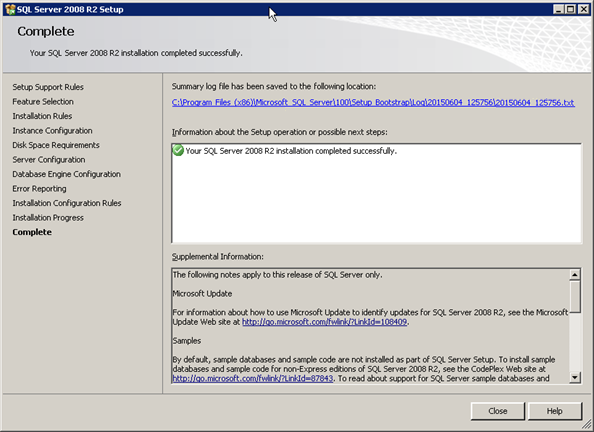 SQL Server 2008 R2 Setup
Complete
Your SQL Server 2008 R2 installation completed successfully.
Setup Support Rules
Feature Selection
Installation Rules
Instance Configuration
Disk Space Requirements
Server Configuration
Database Engine Configuration
Error Reporting
Installation Configuration Rules
Installation Progress
Complete
Summary log file has been saved to the following location:
C:\Program Files (x86)\Microsoft SQL Server\100\Setup Bootstrap\Log\20150604_125756\20150604_125756.txt
Information about the Setup operation or possible next steps:
Your SQL Server 2008 R2 installation completed successfully.
Supplemental Information:
The following notes apply to this release of SQL Server only.
Microsoft Update
For information about how to use Microsoft Update to identify updates for SQL Server 2008 R2, see the Microsoft
Update Web site at http://go.microsoft.com/fwlink/?LinkId=108409.
Samples
By default, sample databases and sample code are not installed as part of SQL Server Setup. To install sample
databases and sample code for non-Express editions of SQL Server 2008 R2, see the CodePlex Web site at
http://go.microsoft.com/fwlink/?LinkId=87843. To read about support for SQL Server sample databases and
Close
Help